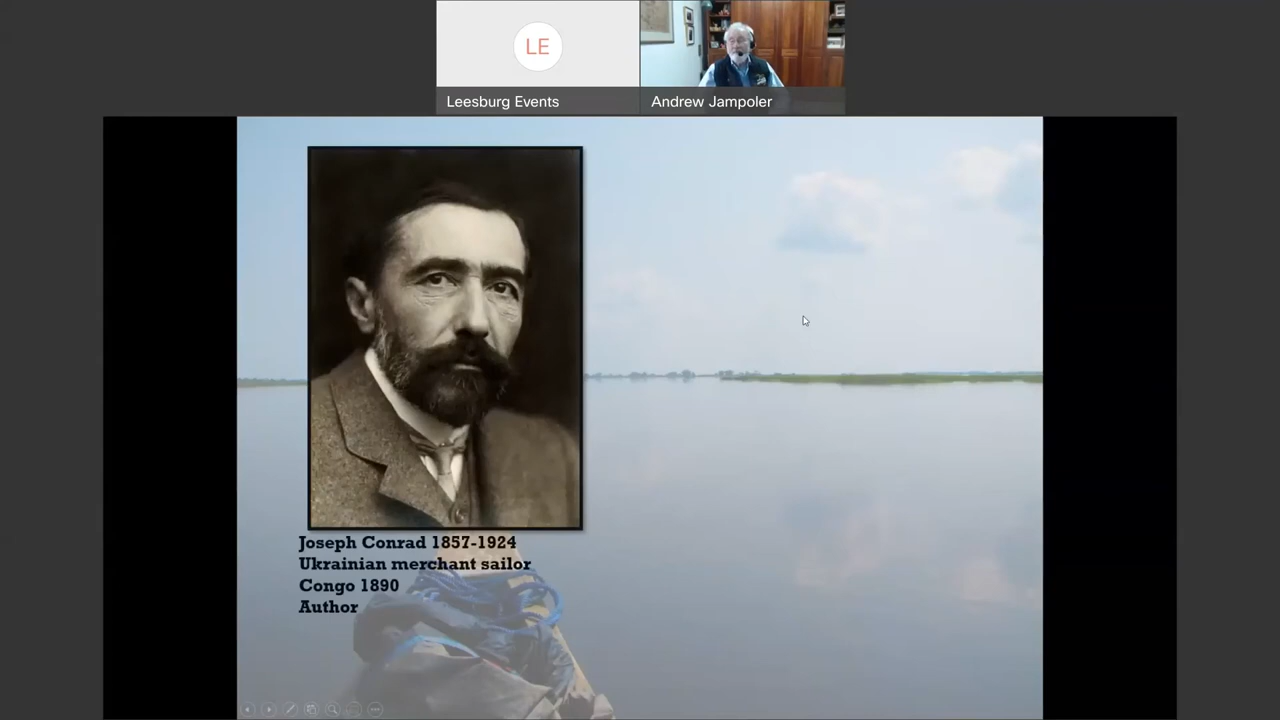 LE
Leesburg Events
Andrew Jampoler
Joseph Conrad 1857-1924
Ukrainian merchant sailor
Congo 1890
Author